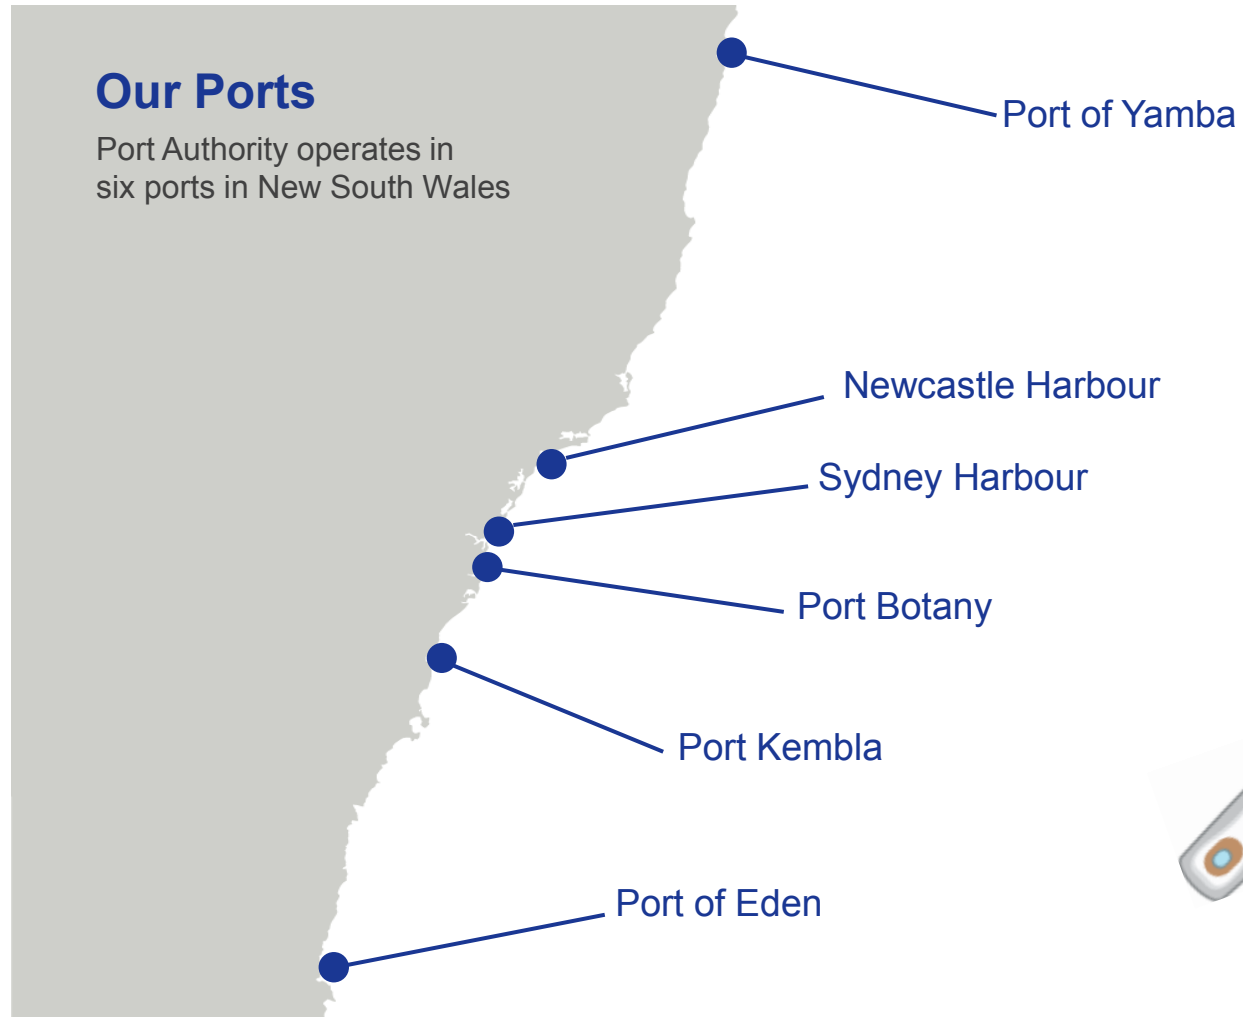 Our Ports
Port Authority operates in
six ports in New South Wales
Port of Yamba
Newcastle Harbour
Sydney Harbour
Port Botany
Port Kembla
Port of Eden